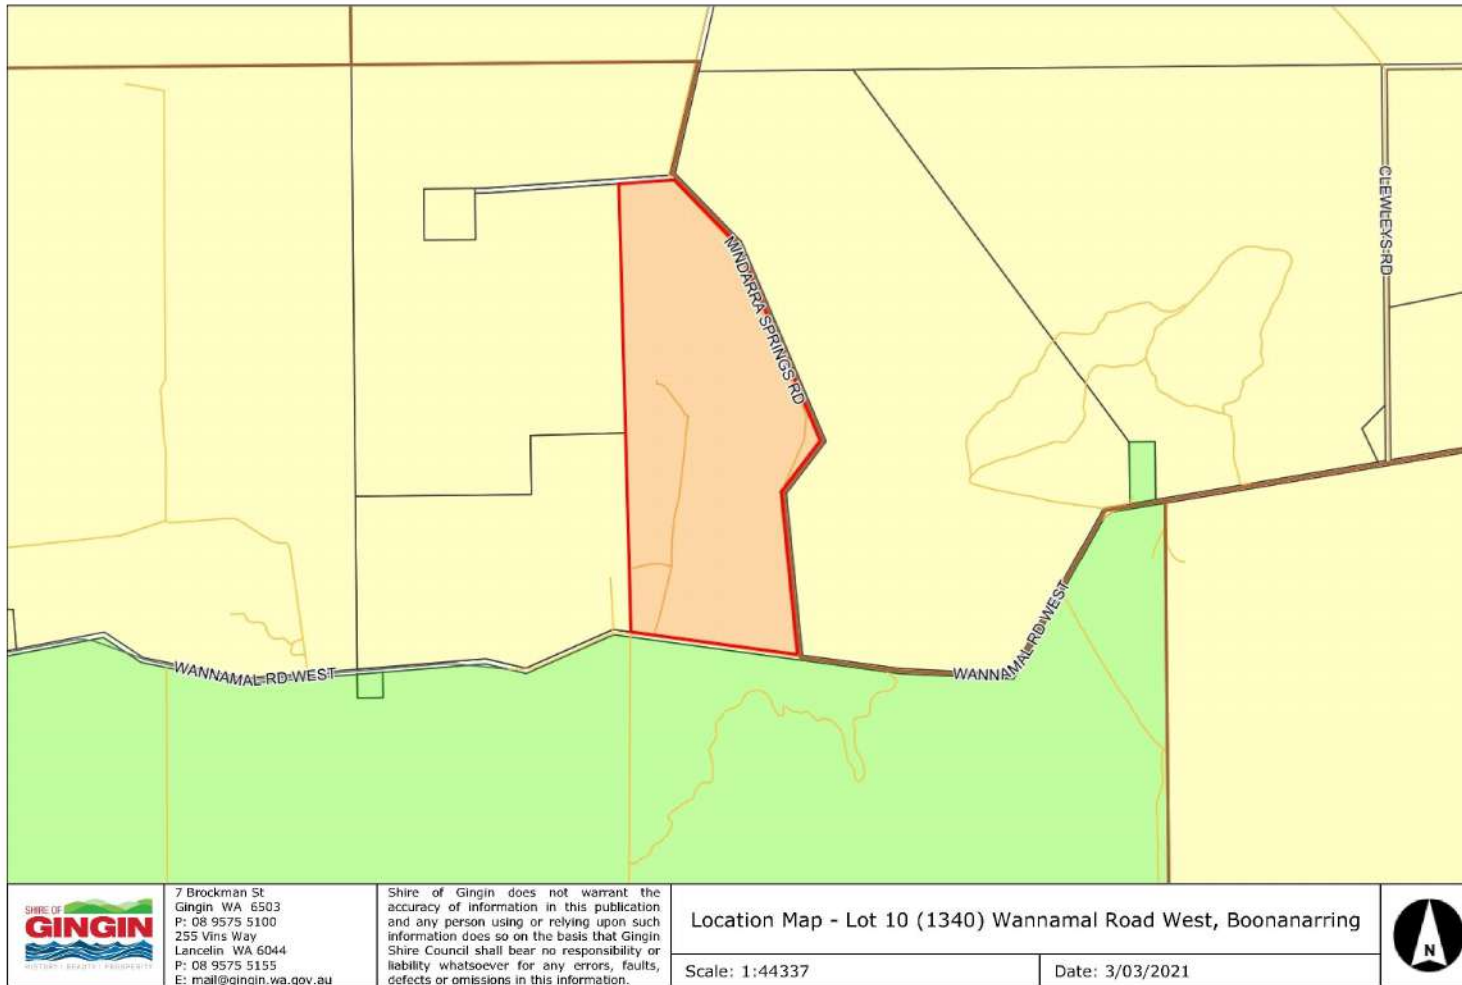 CLEWLEYS RD
MINDARRA SPRINGS RD
WANNAMAL RD WEST
WANNAMAL RD WEST
SHIRE OF
GINGIN
HISTORY | BEAUTY | PROSPERITY
7 Brockman St
Gingin WA 6503
P: 08 9575 5100
255 Vins Way
Lancelin WA 6044
P: 08 9575 5155
E: mail@gingin.wa.gov.au
Shire of Gingin does not warrant the
accuracy of information in this publication
and any person using or relying upon such
information does so on the basis that Gingin
Shire Council shall bear no responsibility or
liability whatsoever for any errors, faults,
defects or omissions in this information.
Location Map - Lot 10 (1340) Wannamal Road West, Boonanarring
Scale: 1:44337
Date: 3/03/2021
N